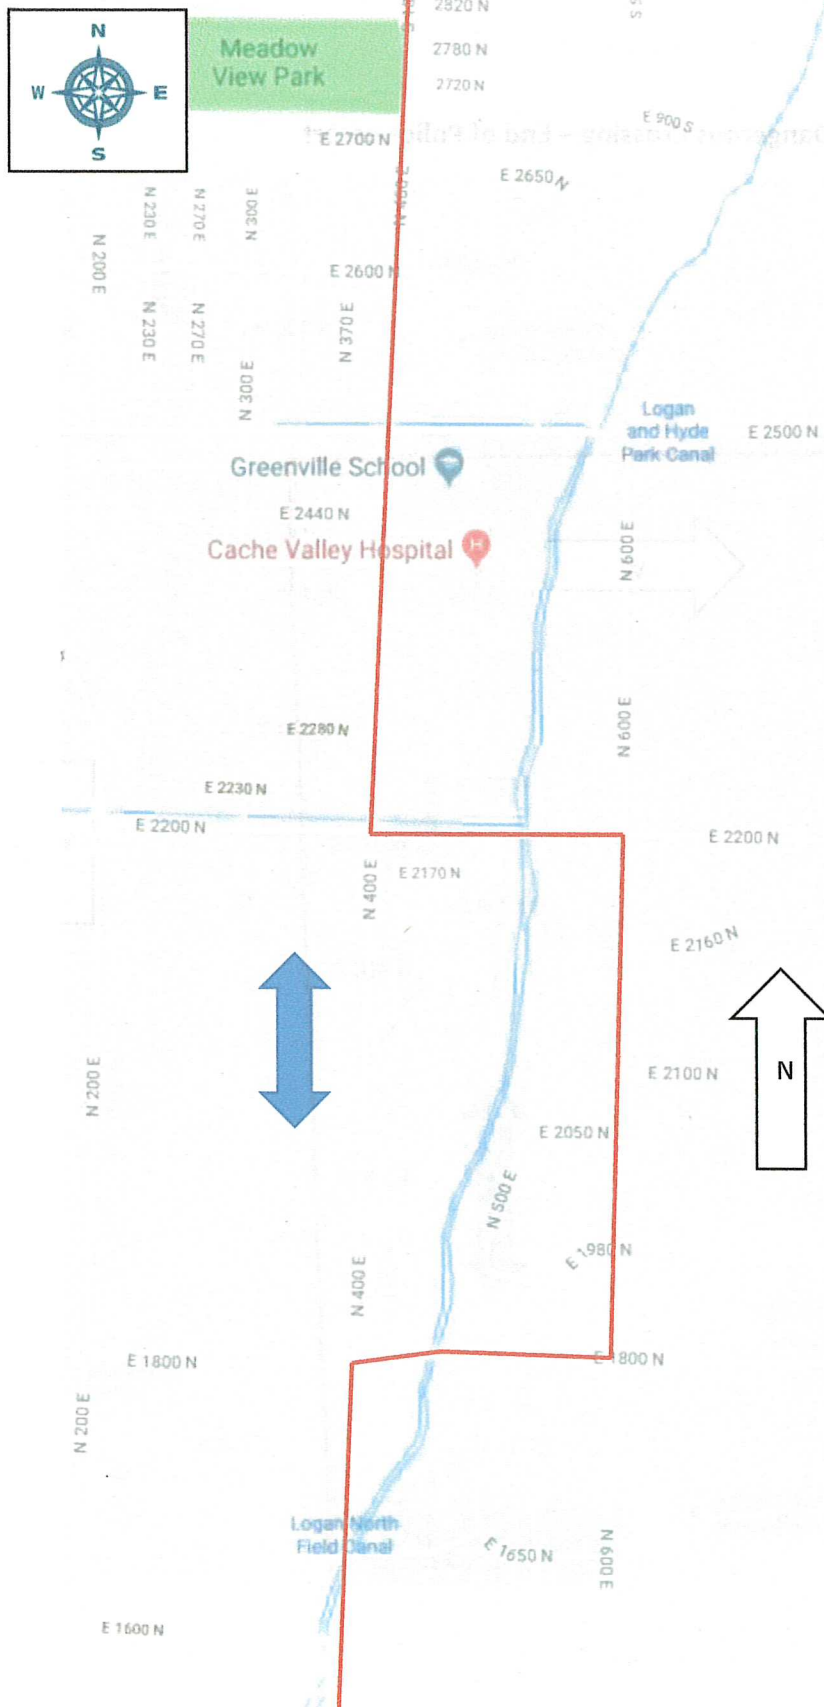 2820 N
N
W
E
S
Meadow
View Park
2780 N
2720 N
E 900 S
E 2700 N
E 2650 N
N 230 E
N 270 E
N 300 E
N 200 E
E 2600 N
N 230 E
N 270 E
N 370 E
N 300 E
Logan
and Hyde
Park Canal
E 2500 N
Greenville School
E 2440 N
H
Cache Valley Hospital
N 600 E
E 2280 N
N 600 E
E 2230 N
E 2200 N
E 2200 N
N 400 E
E 2170 N
E 2160 N
N 200 E
E 2100 N
N
E 2050 N
N 500 E
E 1980 N
N 400 E
E 1800 N
E 1800 N
N 200 E
Logan North
Field Canal
E 1650 N
N 600 E
E 1600 N